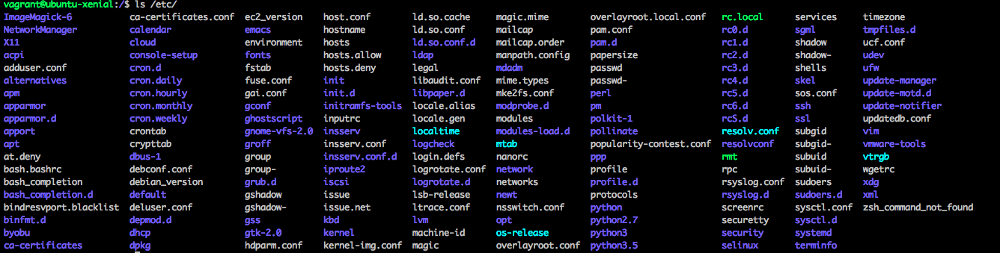 vagrant@ubuntu-xenial:/$ ls /etc/
ImageMagick-6 ca-certificates.conf ec2_version host.conf ld.so.cache magic.mime overlayroot.local.conf rc.local services timezone
NetworkManager calendar emacs hostname ld.so.conf mailcap pam.conf rc0.d sgml tmpfiles.d
X11 cloud environment hosts ld.so.conf.d mailcap.order pam.d rc1.d shadow ucf.conf
acpi console-setup fonts hosts.allow ldap manpath.config papersize rc2.d shadow- udev
adduser.conf cron.d fstab hosts.deny legal mdadm passwd rc3.d shells ufw
alternatives cron.daily fuse.conf init libaudit.conf mime.types passwd- rc4.d skel update-manager
apm cron.hourly gai.conf init.d libpaper.d mke2fs.conf perl rc5.d sos.conf update-motd.d
apparmor cron.monthly gconf initramfs-tools locale.alias modprobe.d pm rc6.d ssh update-notifier
apparmor.d cron.weekly ghostscript inputrc locale.gen modules polkit-1 rcS.d ssl updatedb.conf
apport crontab gnome-vfs-2.0 insserv localtime modules-load.d pollinate resolv.conf subgid vim
apt crypttab groff insserv.conf logcheck mtab popularity-contest.conf resolvconf subgid- vmware-tools
at.deny dbus-1 group insserv.conf.d login.defs nanorc ppp rmt subuid vtrgb
bash.bashrc debconf.conf group- iproute2 logrotate.conf network profile rpc subuid- wgetrc
bash_completion debian_version grub.d iscsi logrotate.d networks profile.d rsyslog.conf sudoers xdg
bash_completion.d default gshadow issue lsb-release newt protocols rsyslog.d sudoers.d xml
bindresvport.blacklist deluser.conf gshadow- issue.net ltrace.conf nsswitch.conf python screenrc sysctl.conf zsh_command_not_found
binfmt.d depmod.d gss kbd lvm opt python2.7 securetty sysctl.d
byobu dhcp gtk-2.0 kernel machine-id os-release python3 security systemd
ca-certificates dpkg hdparm.conf kernel-img.conf magic overlayroot.conf python3.5 selinux terminfo